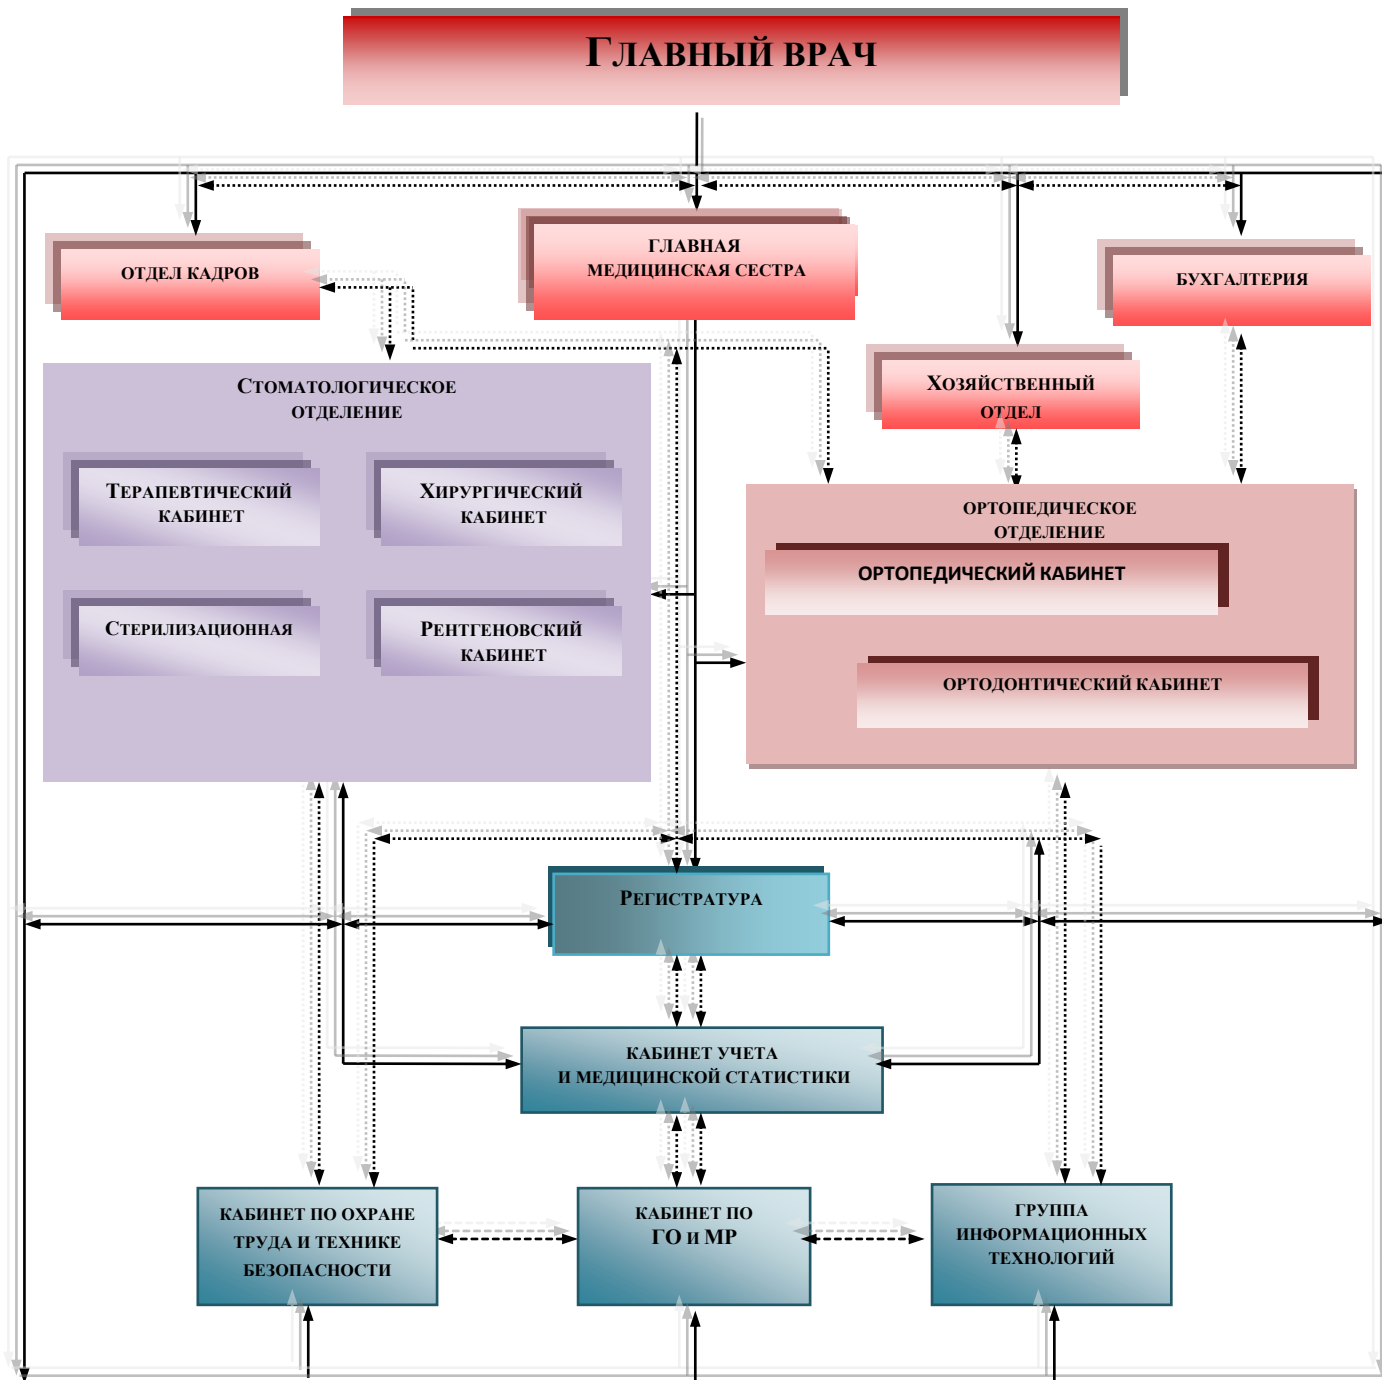 Главный врач
ГЛАВНАЯ
МЕДИЦИНСКАЯ СЕСТРА
ОТДЕЛ КАДРОВ
БУХГАЛТЕРИЯ
Хозяйственный
отдел
Стоматологическое
отделение
Терапевтический
кабинет
Хирургический
кабинет
Стерилизационная
Рентгеновский
кабинет
ОРТОПЕДИЧЕСКОЕ
ОТДЕЛЕНИЕ
ОРТОПЕДИЧЕСКИЙ КАБИНЕТ
ОРТОДОНТИЧЕСКИЙ КАБИНЕТ
Регистратура
КАБИНЕТ УЧЕТА
И МЕДИЦИНСКОЙ СТАТИСТИКИ
КАБИНЕТ ПО ОХРАНЕ
ТРУДА И ТЕХНИКЕ
БЕЗОПАСНОСТИ
КАБИНЕТ ПО
ГО и МР
ГРУППА
ИНФОРМАЦИОННЫХ
ТЕХНОЛОГИЙ